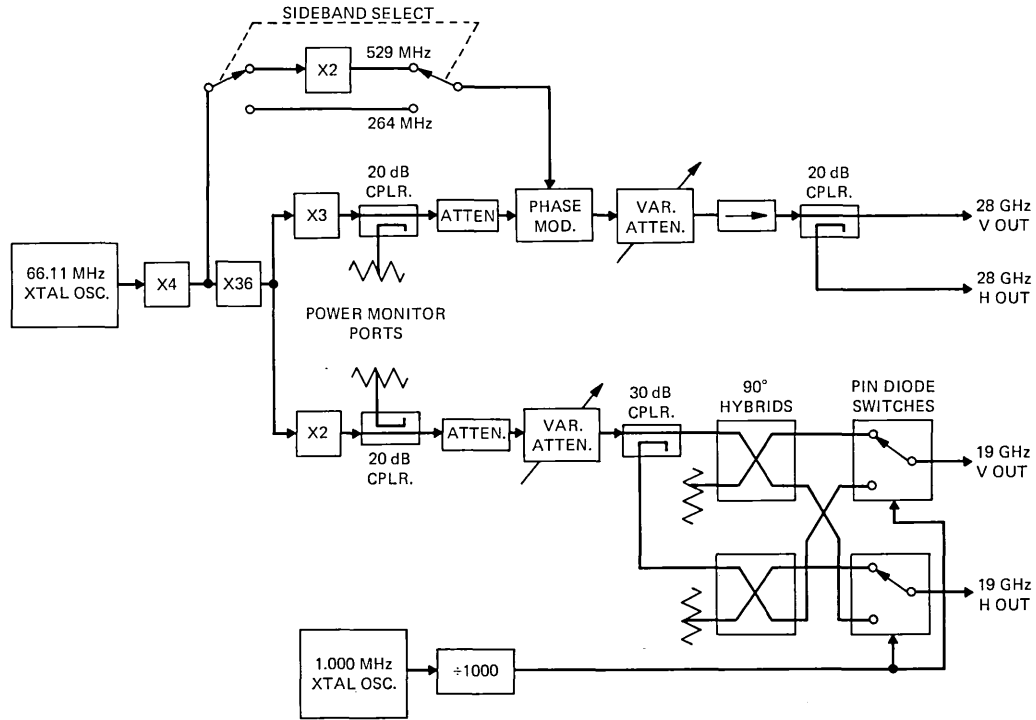 SIDEBAND SELECT
529 MHz
X2
264 MHz
20 dB
CPLR.
20 dB
CPLR.
X3
ATTEN
PHASE
MOD.
VAR.
ATTEN.
28 GHz
V OUT
66.11 MHz
XTAL OSC.
X4
X36
28 GHz
H OUT
POWER MONITOR
PORTS
30 dB
CPLR.
90°
HYBRIDS
PIN DIODE
SWITCHES
X2
ATTEN.
VAR.
ATTEN.
20 dB
CPLR.
19 GHz
V OUT
19 GHz
H OUT
1.000 MHz
XTAL OSC.
÷1000